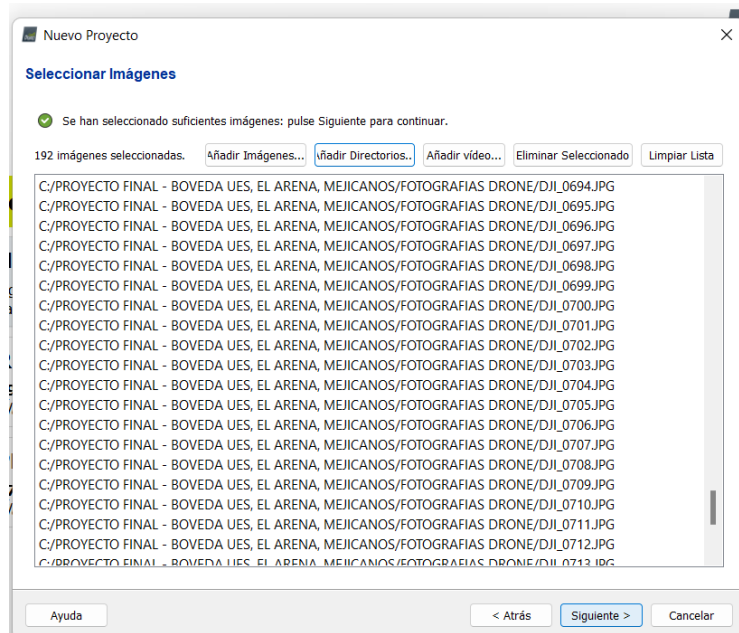 Nuevo Proyecto
Seleccionar Imágenes
Se han seleccionado suficientes imágenes: pulse Siguiente para continuar.
192 imágenes seleccionadas. Añadir Imágenes... ñadir Directorios.. Añadir vídeo... Eliminar Seleccionado Limpiar Lista
C:/PROYECTO FINAL - BOVEDA UES, EL ARENA, MEJICANOS/FOTOGRAFIAS DRONE/DJI_0694.JPG
C:/PROYECTO FINAL - BOVEDA UES, EL ARENA, MEJICANOS/FOTOGRAFIAS DRONE/DJI_0695.JPG
C:/PROYECTO FINAL - BOVEDA UES, EL ARENA, MEJICANOS/FOTOGRAFIAS DRONE/DJI_0696.JPG
C:/PROYECTO FINAL - BOVEDA UES, EL ARENA, MEJICANOS/FOTOGRAFIAS DRONE/DJI_0697.JPG
C:/PROYECTO FINAL - BOVEDA UES, EL ARENA, MEJICANOS/FOTOGRAFIAS DRONE/DJI_0698.JPG
C:/PROYECTO FINAL - BOVEDA UES, EL ARENA, MEJICANOS/FOTOGRAFIAS DRONE/DJI_0699.JPG
C:/PROYECTO FINAL - BOVEDA UES, EL ARENA, MEJICANOS/FOTOGRAFIAS DRONE/DJI_0700.JPG
C:/PROYECTO FINAL - BOVEDA UES, EL ARENA, MEJICANOS/FOTOGRAFIAS DRONE/DJI_0701.JPG
C:/PROYECTO FINAL - BOVEDA UES, EL ARENA, MEJICANOS/FOTOGRAFIAS DRONE/DJI_0702.JPG
C:/PROYECTO FINAL - BOVEDA UES, EL ARENA, MEJICANOS/FOTOGRAFIAS DRONE/DJI_0703.JPG
C:/PROYECTO FINAL - BOVEDA UES, EL ARENA, MEJICANOS/FOTOGRAFIAS DRONE/DJI_0704.JPG
C:/PROYECTO FINAL - BOVEDA UES, EL ARENA, MEJICANOS/FOTOGRAFIAS DRONE/DJI_0705.JPG
C:/PROYECTO FINAL - BOVEDA UES, EL ARENA, MEJICANOS/FOTOGRAFIAS DRONE/DJI_0706.JPG
C:/PROYECTO FINAL - BOVEDA UES, EL ARENA, MEJICANOS/FOTOGRAFIAS DRONE/DJI_0707.JPG
C:/PROYECTO FINAL - BOVEDA UES, EL ARENA, MEJICANOS/FOTOGRAFIAS DRONE/DJI_0708.JPG
C:/PROYECTO FINAL - BOVEDA UES, EL ARENA, MEJICANOS/FOTOGRAFIAS DRONE/DJI_0709.JPG
C:/PROYECTO FINAL - BOVEDA UES, EL ARENA, MEJICANOS/FOTOGRAFIAS DRONE/DJI_0710.JPG
C:/PROYECTO FINAL - BOVEDA UES, EL ARENA, MEJICANOS/FOTOGRAFIAS DRONE/DJI_0711.JPG
C:/PROYECTO FINAL - BOVEDA UES, EL ARENA, MEJICANOS/FOTOGRAFIAS DRONE/DJI_0712.JPG
C:/PROYECTO FINAL - BOVEDA UES, EL ARENA, MEJICANOS/FOTOGRAFIAS DRONE/DJI_0713.JPG
Ayuda < Atrás Siguiente > Cancelar